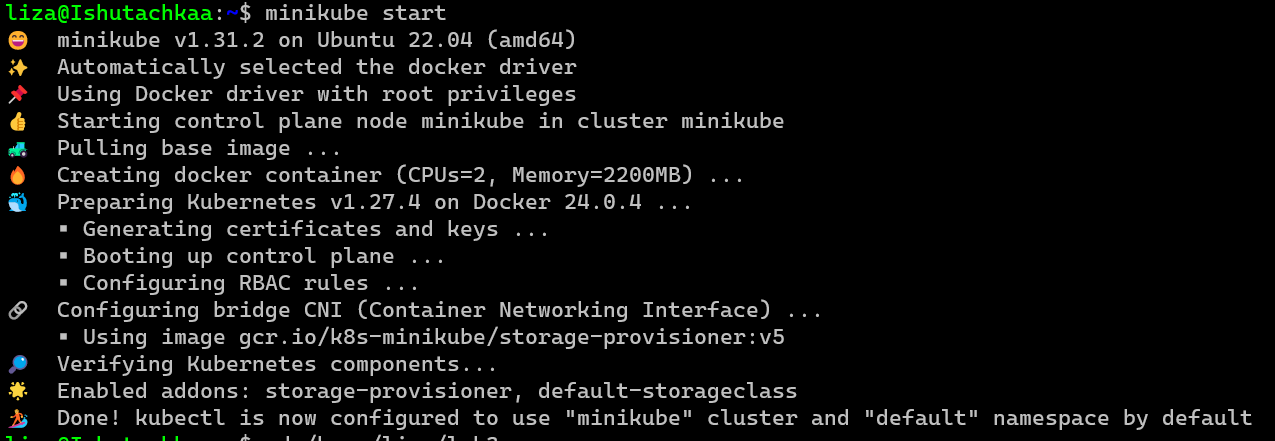 liza@Ishutachkaa:~$ minikube start
😄 minikube v1.31.2 on Ubuntu 22.04 (amd64)
✨ Automatically selected the docker driver
📌 Using Docker driver with root privileges
👍 Starting control plane node minikube in cluster minikube
🚜 Pulling base image ...
🔥 Creating docker container (CPUs=2, Memory=2200MB) ...
🐳 Preparing Kubernetes v1.27.4 on Docker 24.0.4 ...
▪ Generating certificates and keys ...
▪ Booting up control plane ...
▪ Configuring RBAC rules ...
🔗 Configuring bridge CNI (Container Networking Interface) ...
▪ Using image gcr.io/k8s-minikube/storage-provisioner:v5
🔎 Verifying Kubernetes components...
🌟 Enabled addons: storage-provisioner, default-storageclass
🏄 Done! kubectl is now configured to use "minikube" cluster and "default" namespace by default